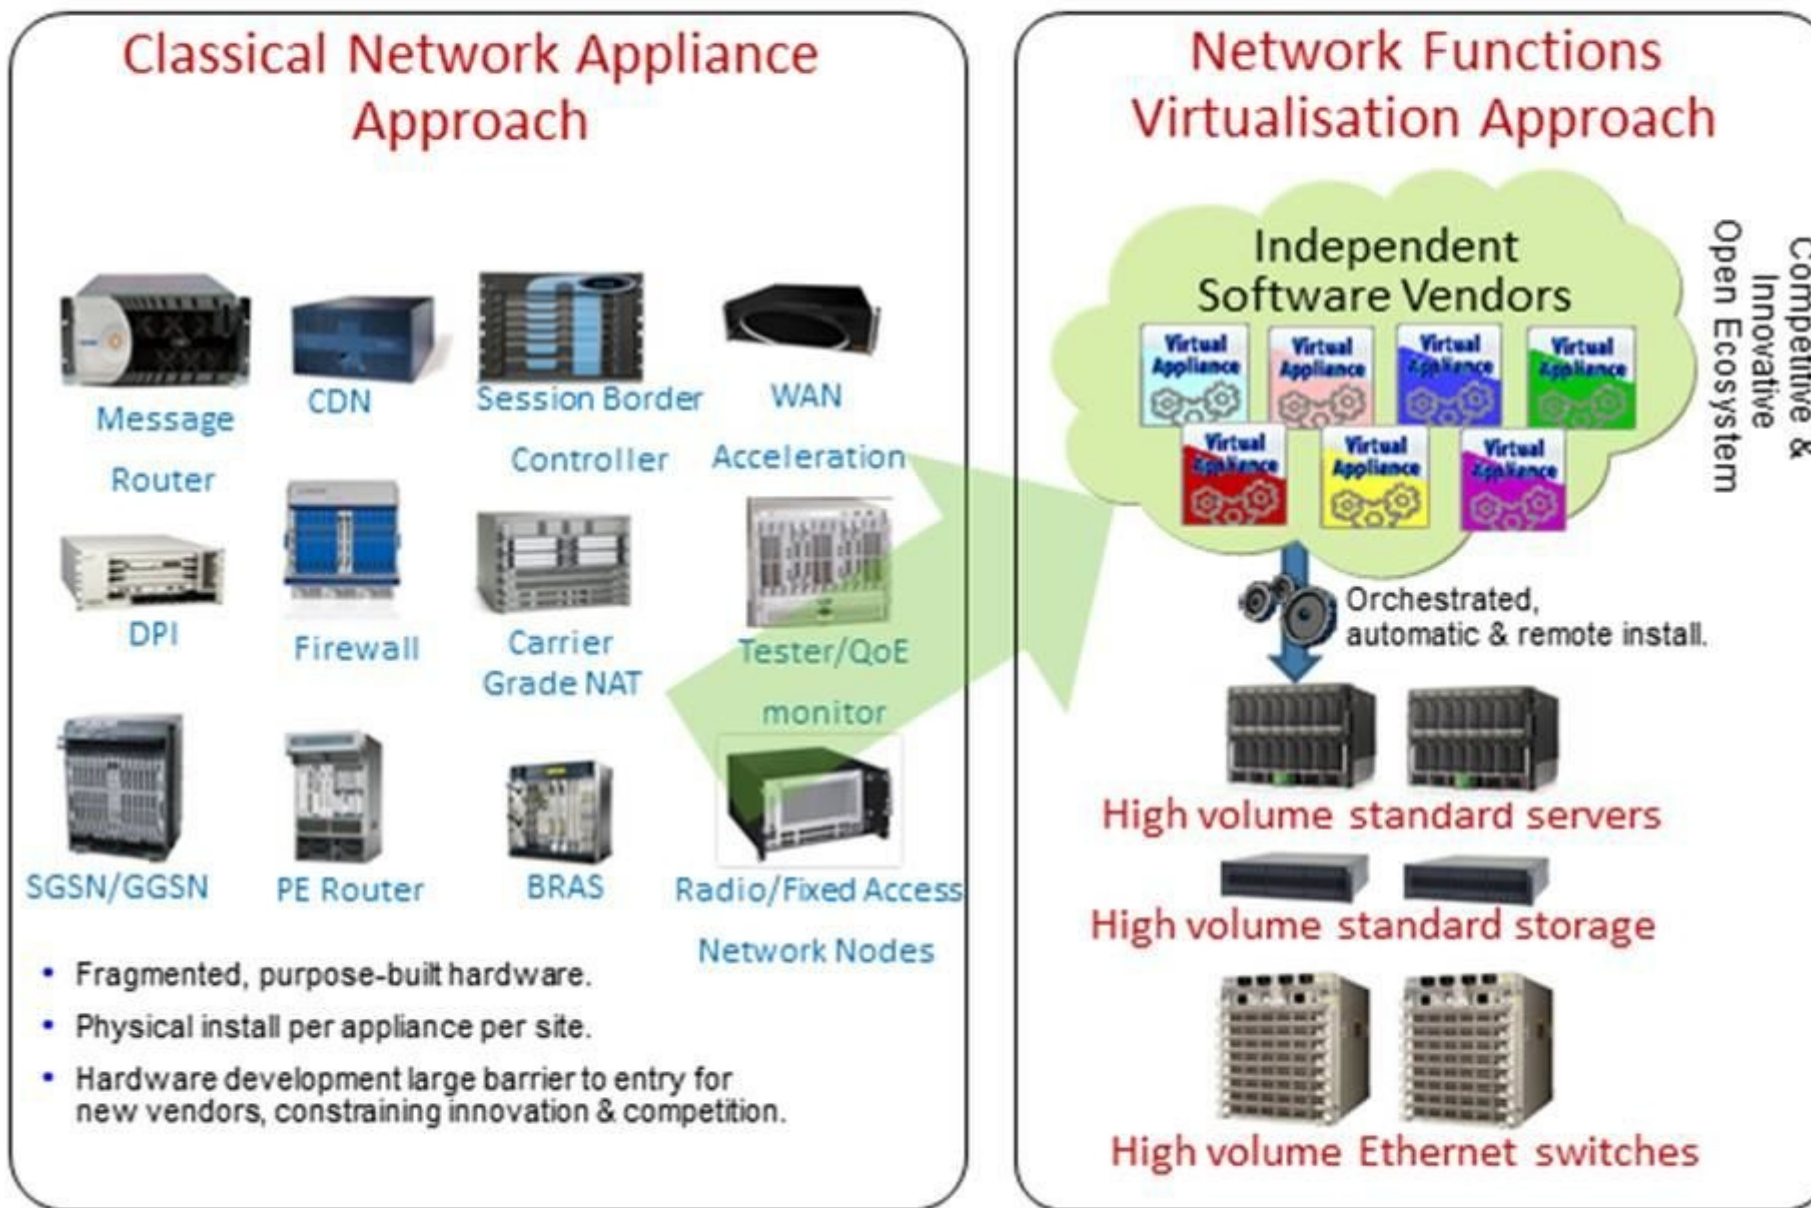 Classical Network Appliance
Approach
Message
Router
CDN
Session Border
Controller
WAN
Acceleration
DPI
Firewall
Carrier
Grade NAT
Tester/QoE
monitor
SGSN/GGSN
PE Router
BRAS
Radio/Fixed Access
Network Nodes
• Fragmented, purpose-built hardware.
• Physical install per appliance per site.
• Hardware development large barrier to entry for
new vendors, constraining innovation & competition.
Network Functions
Virtualisation Approach
Independent
Software Vendors
Virtual
Appliance
Virtual
Appliance
Virtual
Appliance
Virtual
Appliance
Virtual
Appliance
Virtual
Appliance
Virtual
Appliance
Competitive &
Innovative
Open Ecosystem
Orchestrated,
automatic & remote install.
High volume standard servers
High volume standard storage
High volume Ethernet switches